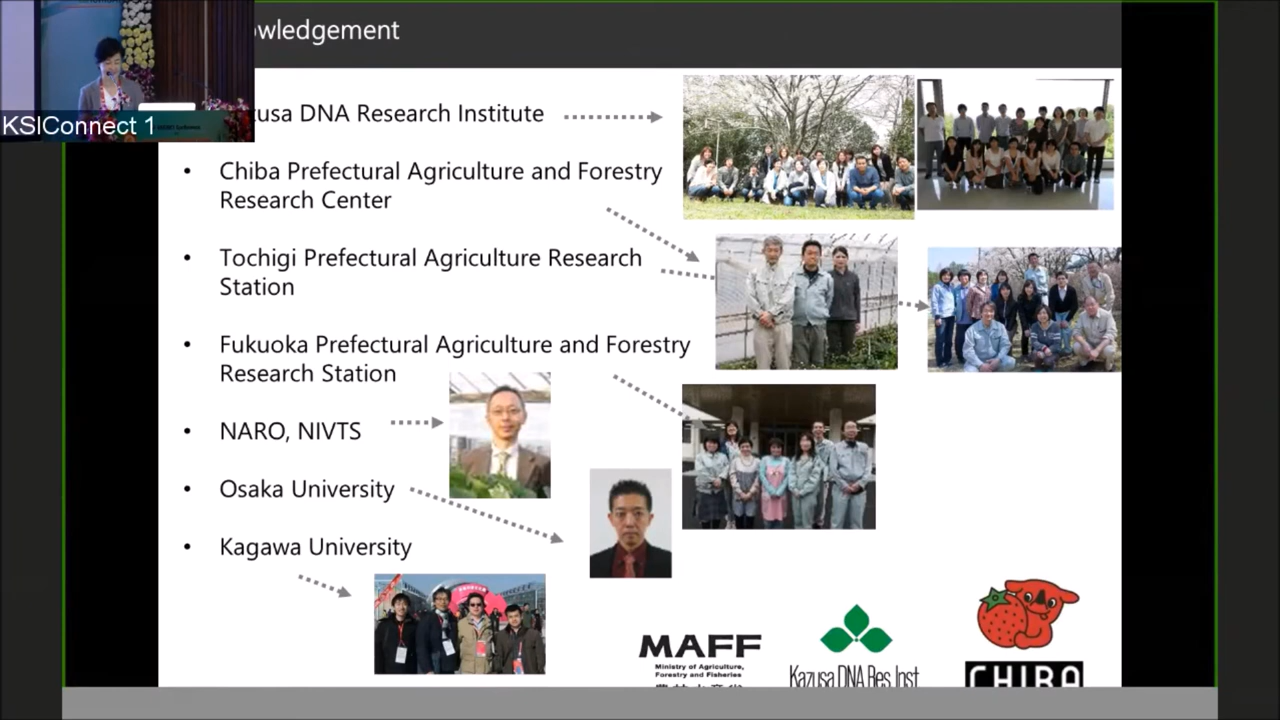 owledgement
KSIConnect 1
usa DNA Research Institute
• Chiba Prefectural Agriculture and Forestry
Research Center
• Tochigi Prefectural Agriculture Research
Station
• Fukuoka Prefectural Agriculture and Forestry
Research Station
• NARO, NIVTS
• Osaka University
• Kagawa University
MAFF
Ministry of Agriculture,
Forestry and Fisheries
Kazusa DNA Res. Inst.
CHIBA